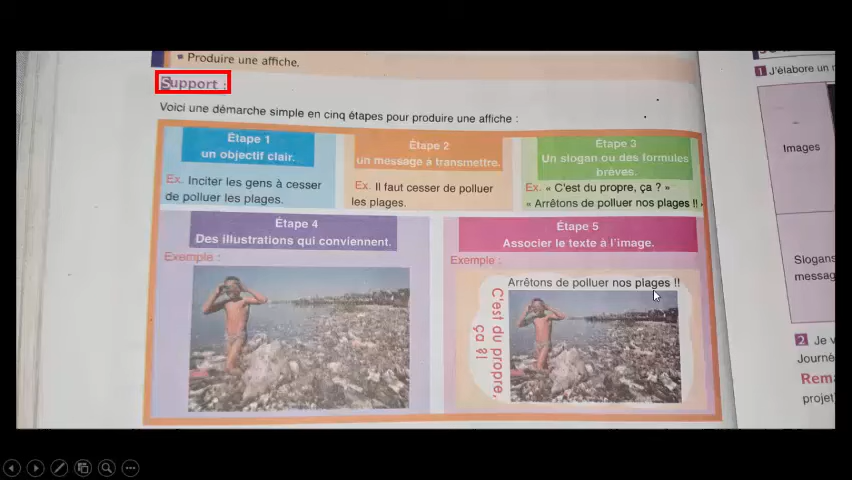 Produire une affiche.
Support :
Voici une démarche simple en cinq étapes pour produire une affiche :
Étape 1
un objectif clair.
Ex. Inciter les gens à cesser
de polluer les plages.
Étape 2
un message à transmettre.
Ex. Il faut cesser de polluer
les plages.
Étape 3
Un slogan ou des formules
brèves.
Ex. « C'est du propre, ça ? »
« Arrêtons de polluer nos plages !! »
Étape 4
Des illustrations qui conviennent.
Exemple :
Étape 5
Associer le texte à l'image.
Exemple :
Arrêtons de polluer nos plages !!
C'est du propre,
ça ?!
1 J'élabore un
Images
Slogans
messag
2 Je v
Journé
Rem
projet